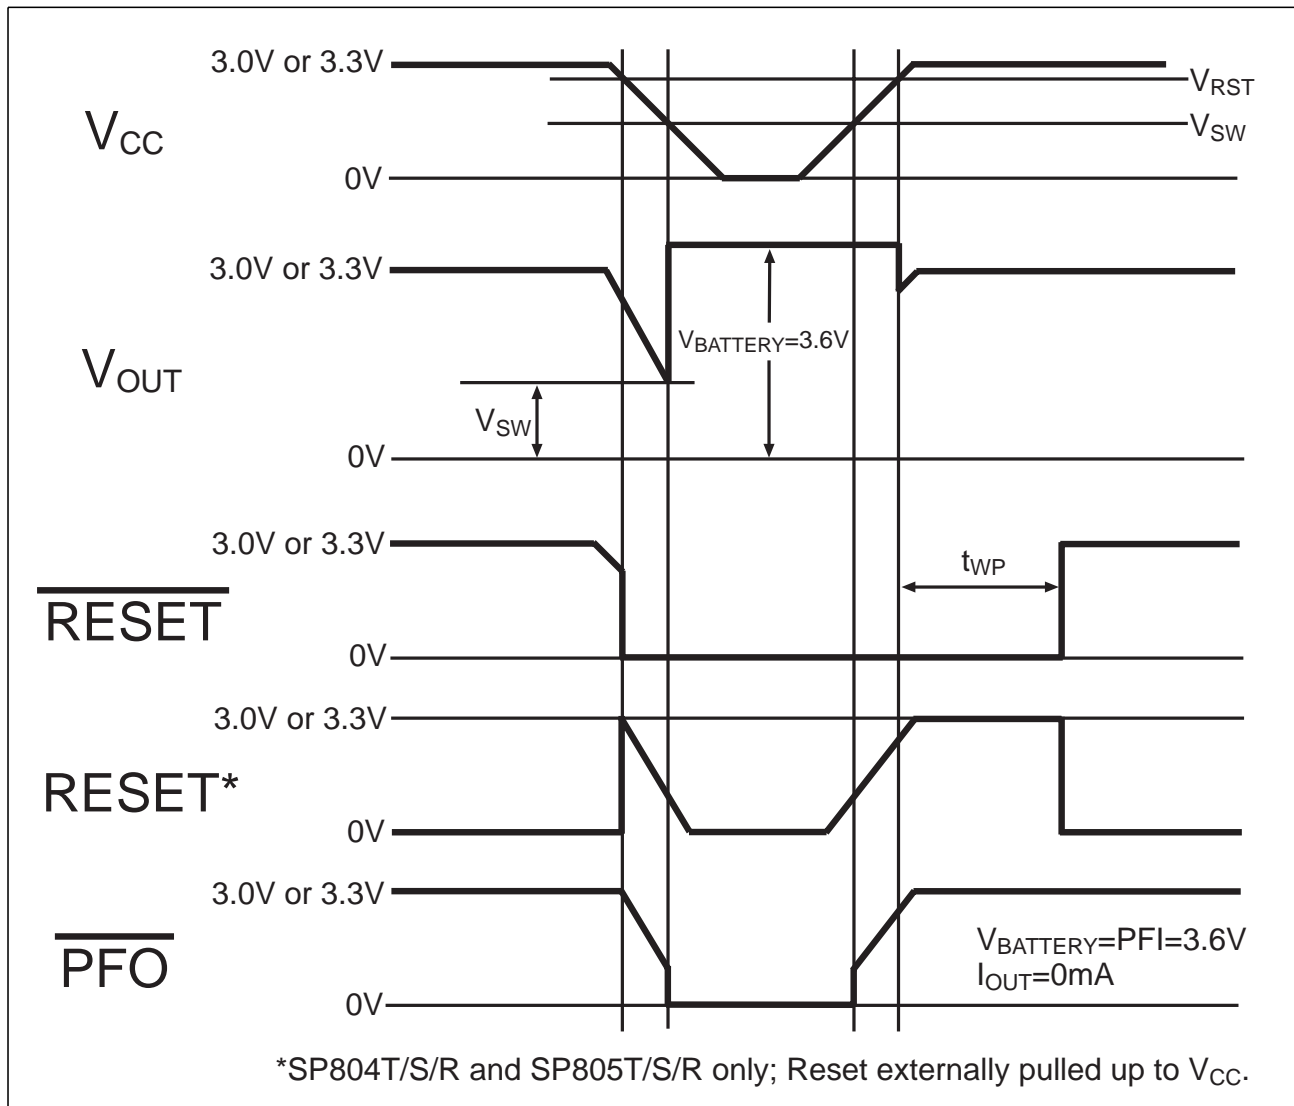 3.0V or 3.3V
VRST
VSW
VCC
0V
3.0V or 3.3V
VBATTERY=3.6V
VOUT
VSW
0V
3.0V or 3.3V
tWP
RESET
0V
3.0V or 3.3V
RESET*
0V
3.0V or 3.3V
VBATTERY=PFI=3.6V
PFO
IOUT=0mA
0V
*SP804T/S/R and SP805T/S/R only; Reset externally pulled up to VCC.